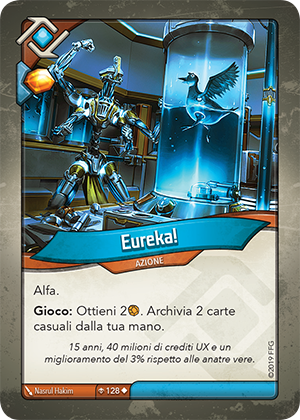 Eureka!
AZIONE
Alfa.
Gioco: Ottieni 2. Archivia 2 carte
casuali dalla tua mano.
15 anni, 40 milioni di crediti UX e un
miglioramento del 3% rispetto alle anatre vere.
Nasrul Hakim
128
©2019 FFG